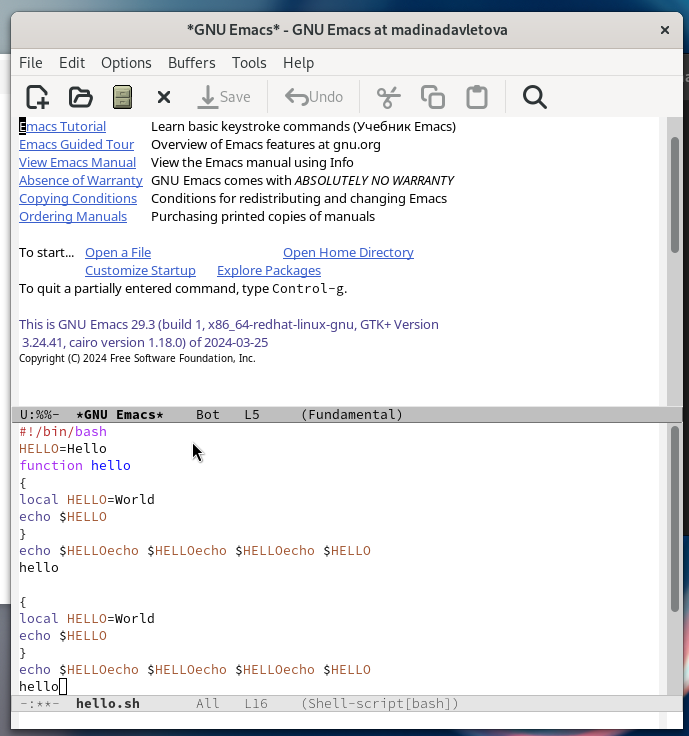 *GNU Emacs* - GNU Emacs at madinadavletova
File Edit Options Buffers Tools Help
Save Undo
Emacs Tutorial Learn basic keystroke commands (Учебник Emacs)
Emacs Guided Tour Overview of Emacs features at gnu.org
View Emacs Manual View the Emacs manual using Info
Absence of Warranty GNU Emacs comes with ABSOLUTELY NO WARRANTY
Copying Conditions Conditions for redistributing and changing Emacs
Ordering Manuals Purchasing printed copies of manuals
To start... Open a File Open Home Directory
Customize Startup Explore Packages
To quit a partially entered command, type Control-g.
This is GNU Emacs 29.3 (build 1, x86_64-redhat-linux-gnu, GTK+ Version
3.24.41, cairo version 1.18.0) of 2024-03-25
Copyright (C) 2024 Free Software Foundation, Inc.
U:%%- *GNU Emacs* Bot L5 (Fundamental)
#!/bin/bash
HELLO=Hello
function hello
{
local HELLO=World
echo $HELLO
}
echo $HELLOecho $HELLOecho $HELLOecho $HELLO
hello
{
local HELLO=World
echo $HELLO
}
echo $HELLOecho $HELLOecho $HELLOecho $HELLO
hello
-:**- hello.sh All L16 (Shell-script[bash])